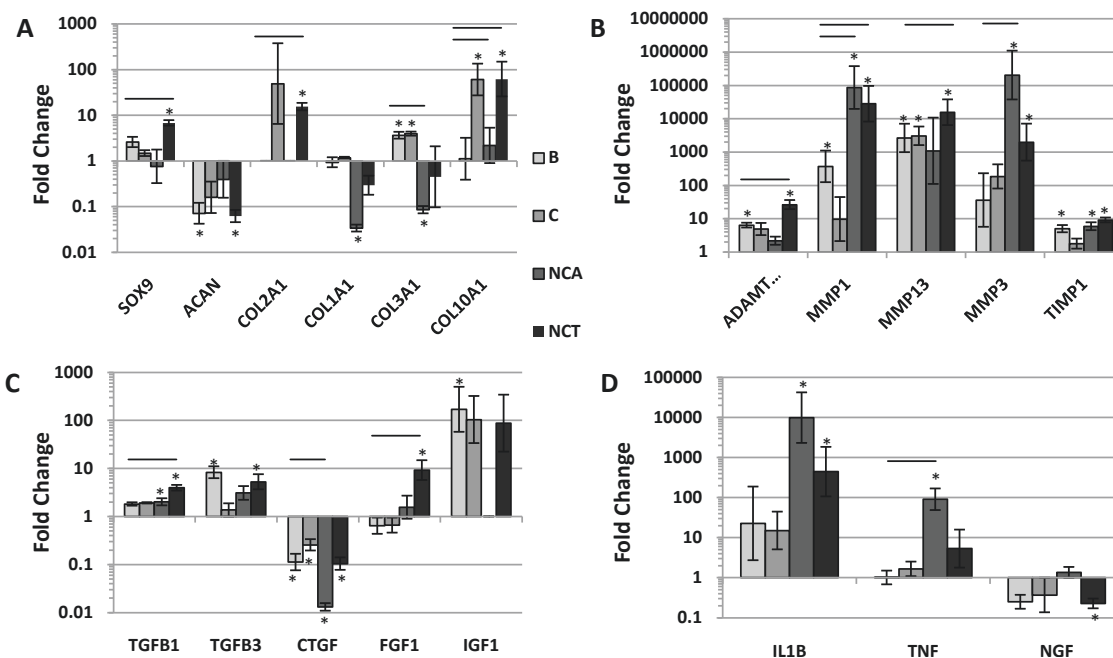 A
Fold Change
1000
100
10
1
0.1
0.01
* * * * * * * * * *
SOX9 ACAN COL2A1 COL1A1 COL3A1 COL10A1
B
C
NCA
NCT
B
Fold Change
10000000
1000000
100000
10000
1000
100
10
1
* * * * * * * * * * * * *
ADAMT... MMP1 MMP13 MMP3 TIMP1
C
Fold Change
1000
100
10
1
0.1
0.01
* * * * * * * * * *
TGFB1 TGFB3 CTGF FGF1 IGF1
D
Fold Change
100000
10000
1000
100
10
1
0.1
* * * *
IL1B TNF NGF